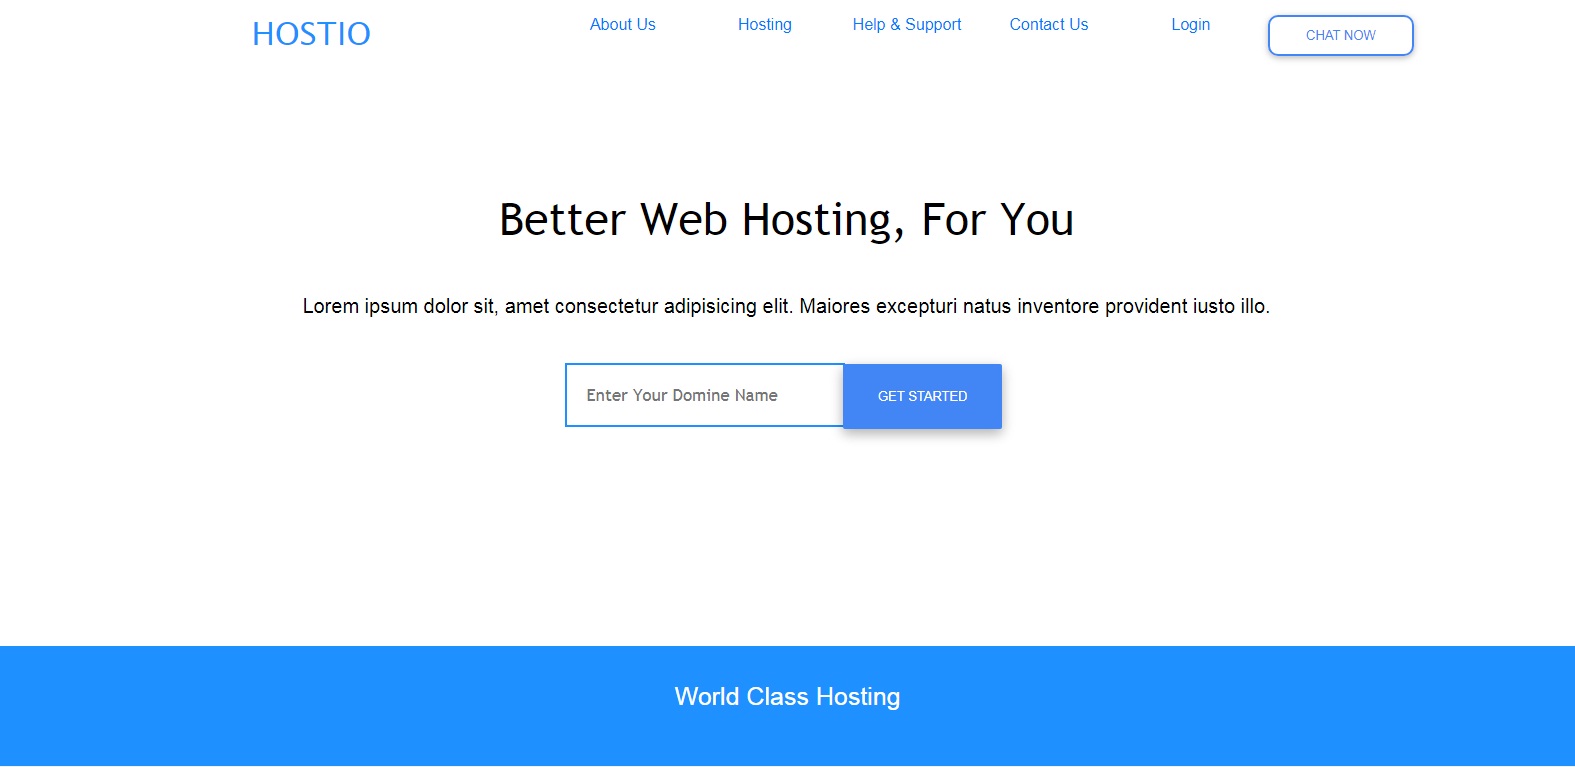 HOSTIO
About Us
Hosting
Help & Support
Contact Us
Login
CHAT NOW
Better Web Hosting, For You
Lorem ipsum dolor sit, amet consectetur adipisicing elit. Maiores excepturi natus inventore provident iusto illo.
Enter Your Domine Name
GET STARTED
World Class Hosting